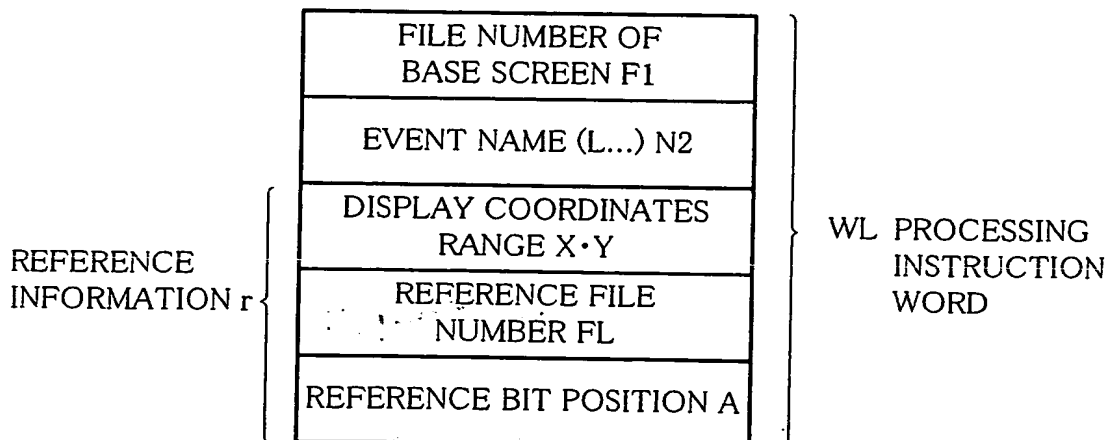 FILE NUMBER OF
BASE SCREEN F1
EVENT NAME (L...) N2
DISPLAY COORDINATES
RANGE X·Y
REFERENCE FILE
NUMBER FL
REFERENCE BIT POSITION A
REFERENCE
INFORMATION r
WL PROCESSING
INSTRUCTION
WORD